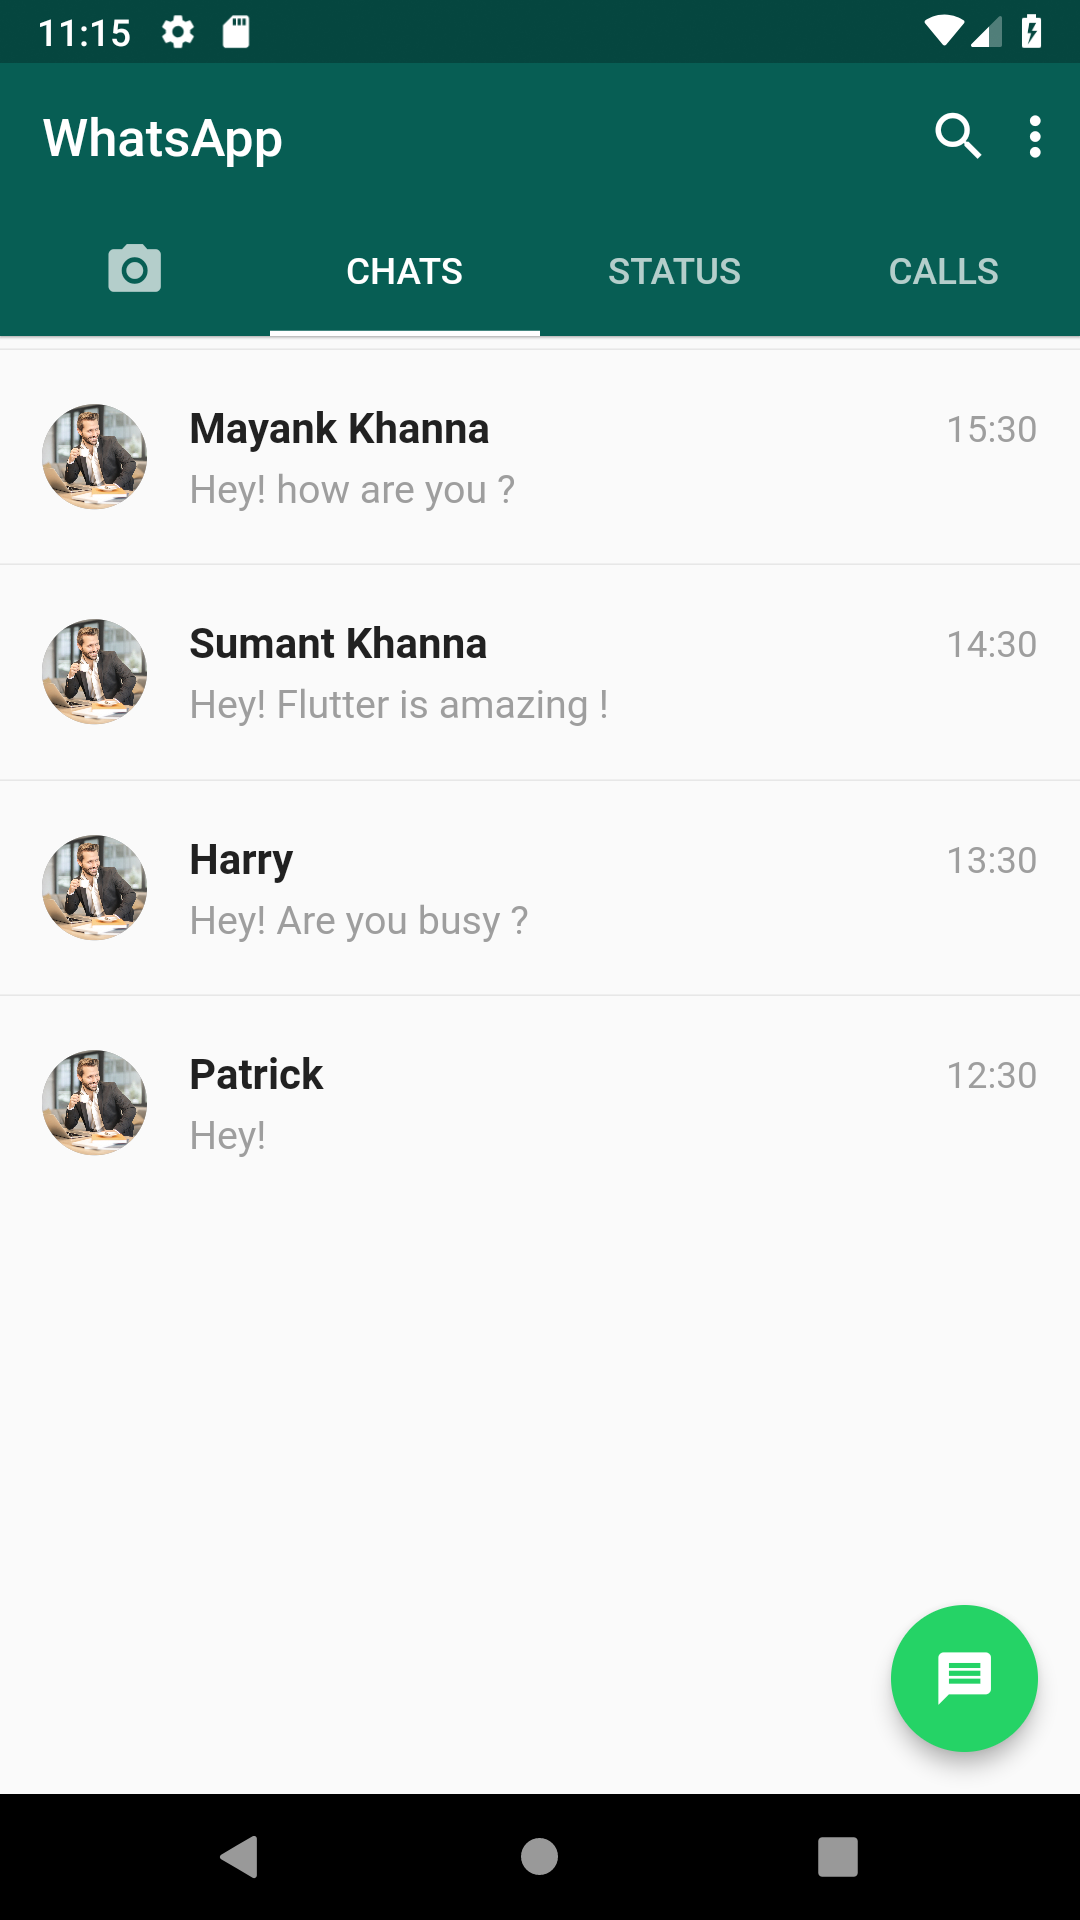 11:15
WhatsApp
CHATS STATUS CALLS
Mayank Khanna 15:30
Hey! how are you ?
Sumant Khanna 14:30
Hey! Flutter is amazing !
Harry 13:30
Hey! Are you busy ?
Patrick 12:30
Hey!